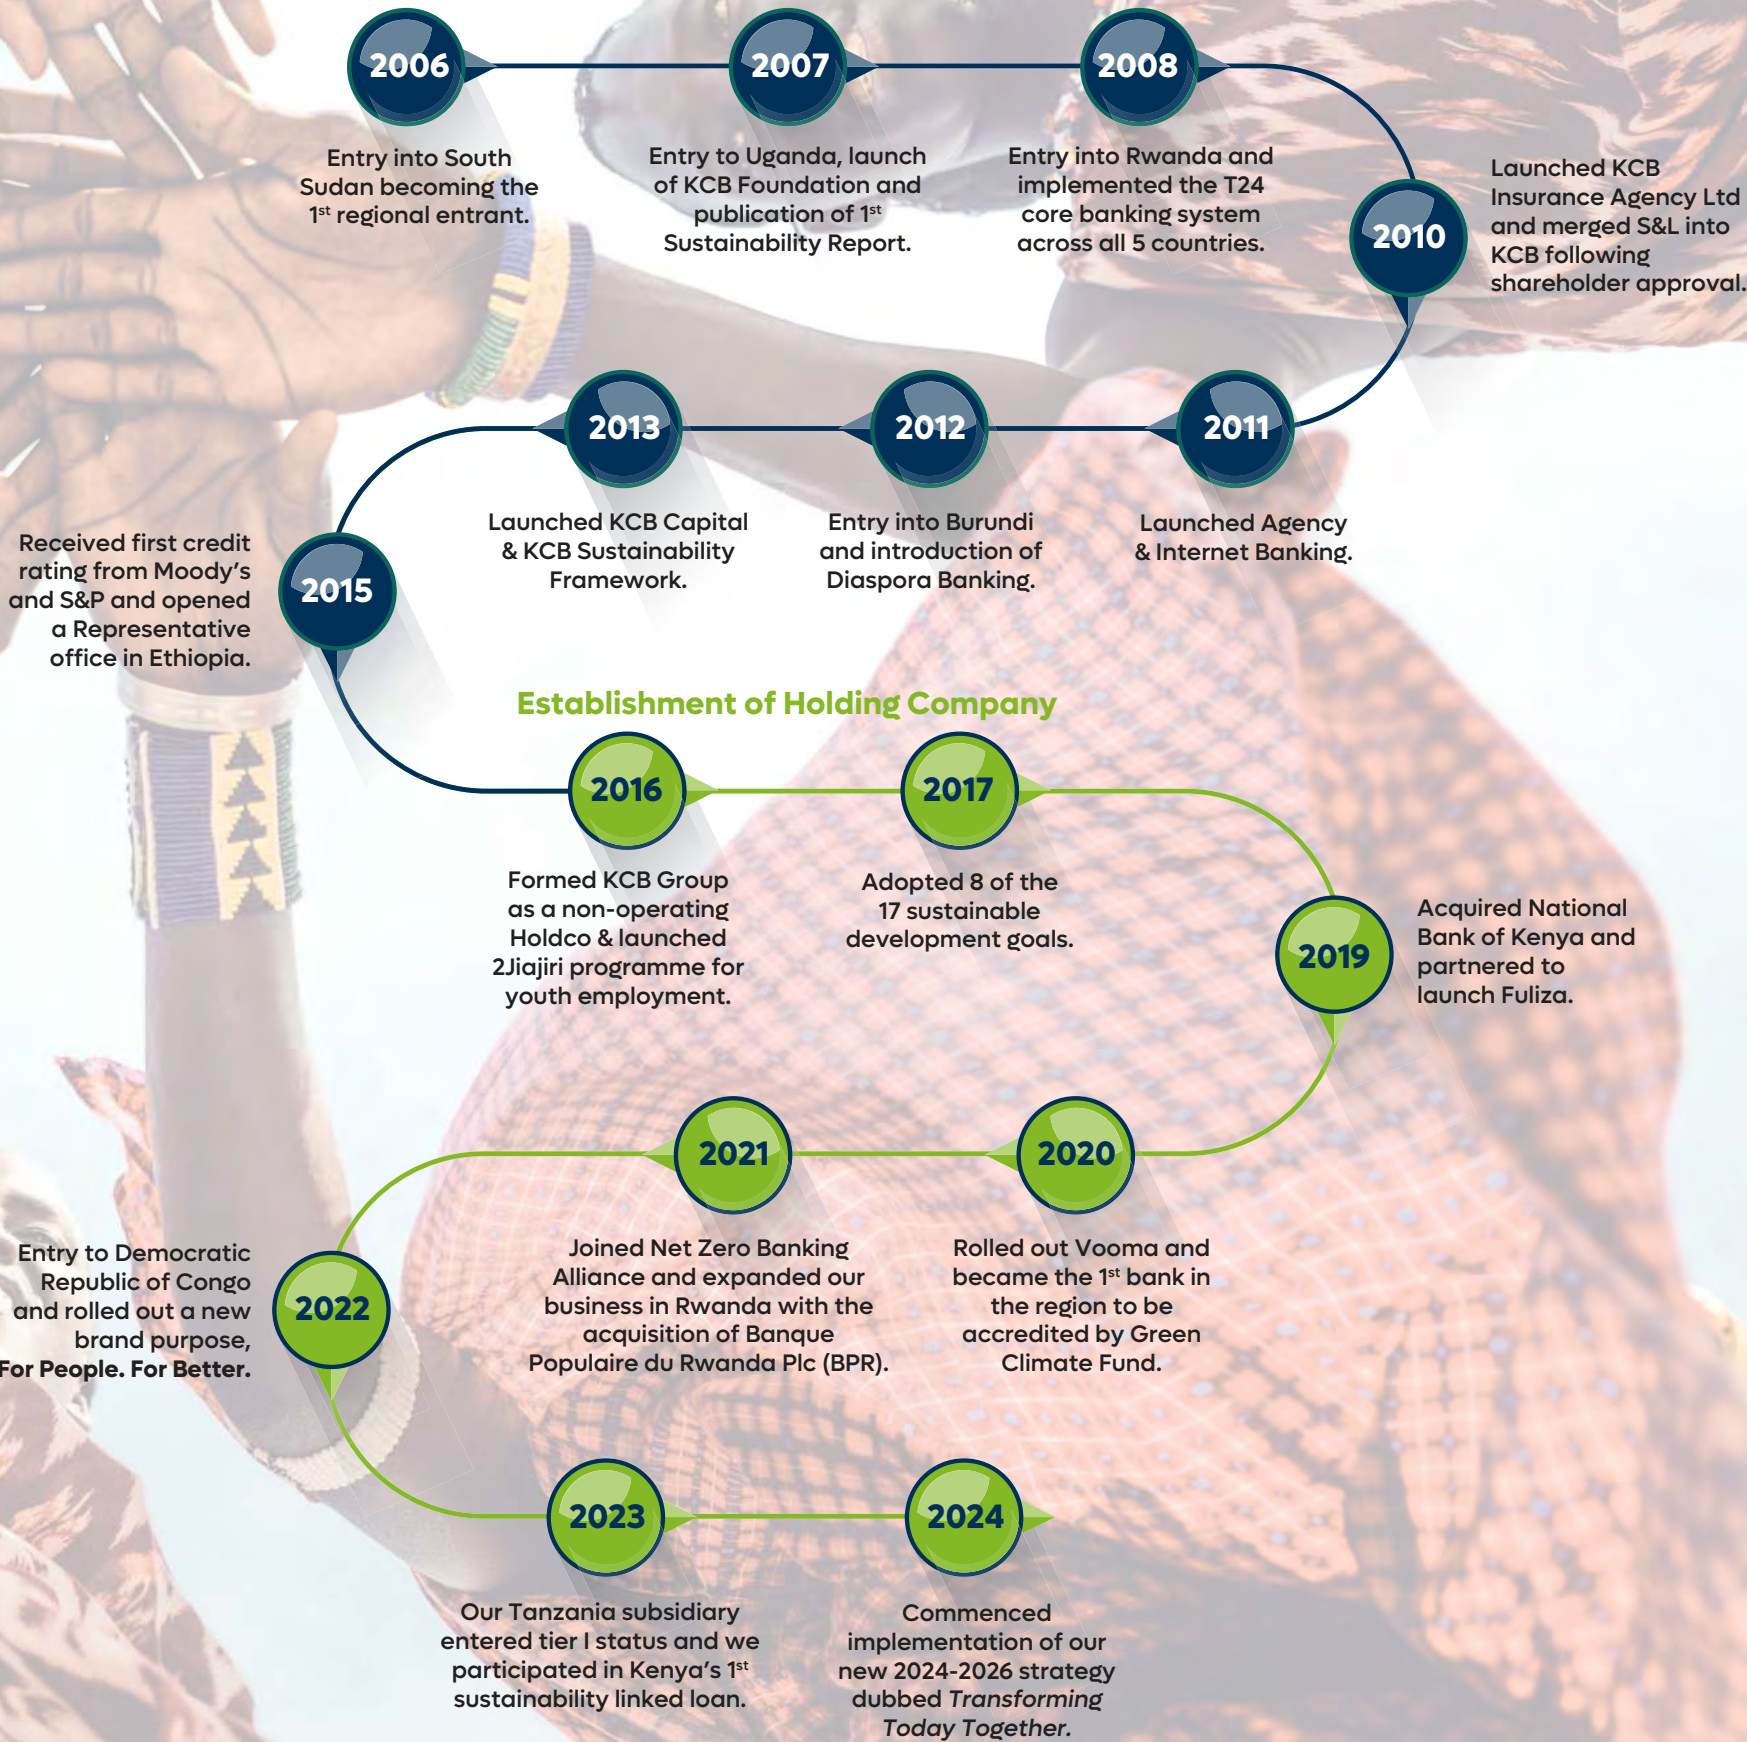 2006
Entry into South
Sudan becoming the
1st regional entrant.
2007
Entry to Uganda, launch
of KCB Foundation and
publication of 1st
Sustainability Report.
2008
Entry into Rwanda and
implemented the T24
core banking system
across all 5 countries.
2010
Launched KCB
Insurance Agency Ltd
and merged S&L into
KCB following
shareholder approval.
2011
Launched Agency
& Internet Banking.
2012
Entry into Burundi
and introduction of
Diaspora Banking.
2013
Launched KCB Capital
& KCB Sustainability
Framework.
2015
Received first credit
rating from Moody’s
and S&P and opened
a Representative
office in Ethiopia.
Establishment of Holding Company
2016
Formed KCB Group
as a non-operating
Holdco & launched
2Jiajiri programme for
youth employment.
2017
Adopted 8 of the
17 sustainable
development goals.
2019
Acquired National
Bank of Kenya and
partnered to
launch Fuliza.
2020
Rolled out Vooma and
became the 1st bank in
the region to be
accredited by Green
Climate Fund.
2021
Joined Net Zero Banking
Alliance and expanded our
business in Rwanda with the
acquisition of Banque
Populaire du Rwanda Plc (BPR).
2022
Entry to Democratic
Republic of Congo
and rolled out a new
brand purpose,
For People. For Better.
2023
Our Tanzania subsidiary
entered tier I status and we
participated in Kenya’s 1st
sustainability linked loan.
2024
Commenced
implementation of our
new 2024-2026 strategy
dubbed Transforming
Today Together.